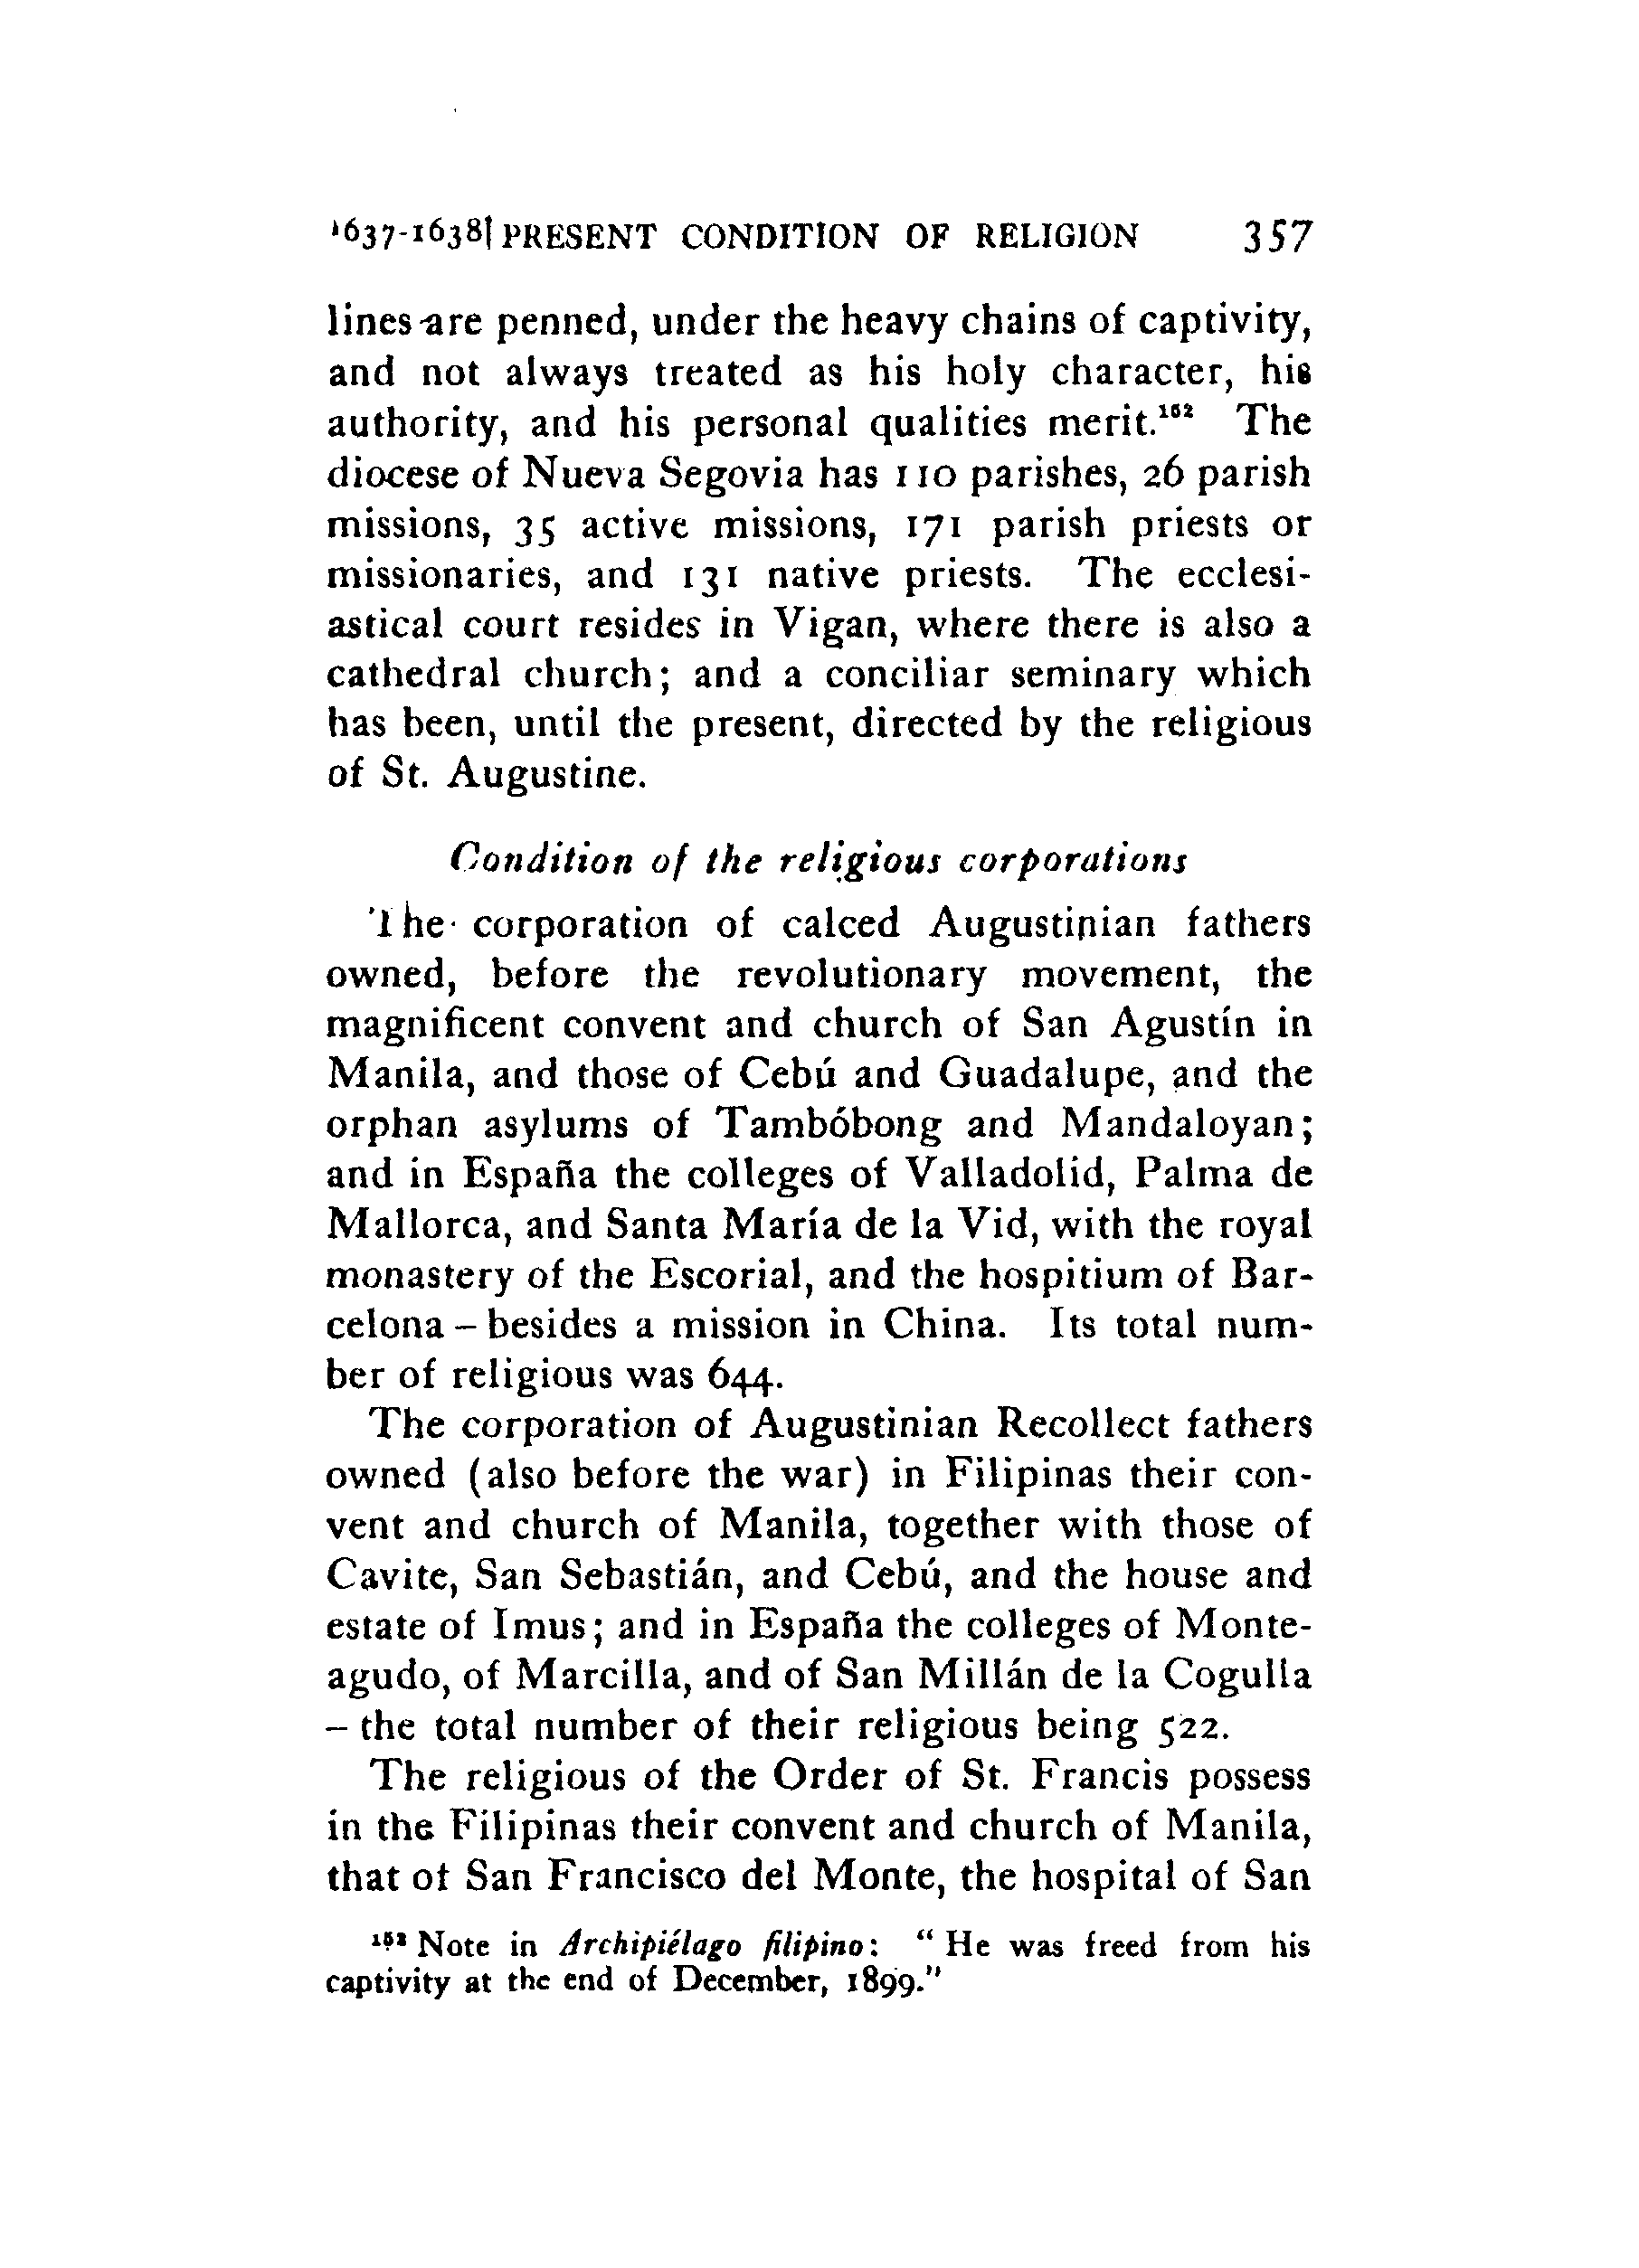 1637-1638] PRESENT CONDITION OF RELIGION 357
lines are penned, under the heavy chains of captivity,
and not always treated as his holy character, his
authority, and his personal qualities merit.¹⁵² The
diocese of Nueva Segovia has 110 parishes, 26 parish
missions, 35 active missions, 171 parish priests or
missionaries, and 131 native priests. The ecclesi-
astical court resides in Vigan, where there is also a
cathedral church; and a conciliar seminary which
has been, until the present, directed by the religious
of St. Augustine.
Condition of the religious corporations
The corporation of calced Augustinian fathers
owned, before the revolutionary movement, the
magnificent convent and church of San Agustín in
Manila, and those of Cebú and Guadalupe, and the
orphan asylums of Tambóbong and Mandaloyan;
and in España the colleges of Valladolid, Palma de
Mallorca, and Santa María de la Vid, with the royal
monastery of the Escorial, and the hospitium of Bar-
celona – besides a mission in China. Its total num-
ber of religious was 644.
The corporation of Augustinian Recollect fathers
owned (also before the war) in Filipinas their con-
vent and church of Manila, together with those of
Cavite, San Sebastián, and Cebú, and the house and
estate of Imus; and in España the colleges of Monte-
agudo, of Marcilla, and of San Millán de la Cogulla
– the total number of their religious being 522.
The religious of the Order of St. Francis possess
in the Filipinas their convent and church of Manila,
that of San Francisco del Monte, the hospital of San
¹⁵² Note in Archipiélago filipino: "He was freed from his
captivity at the end of December, 1899."